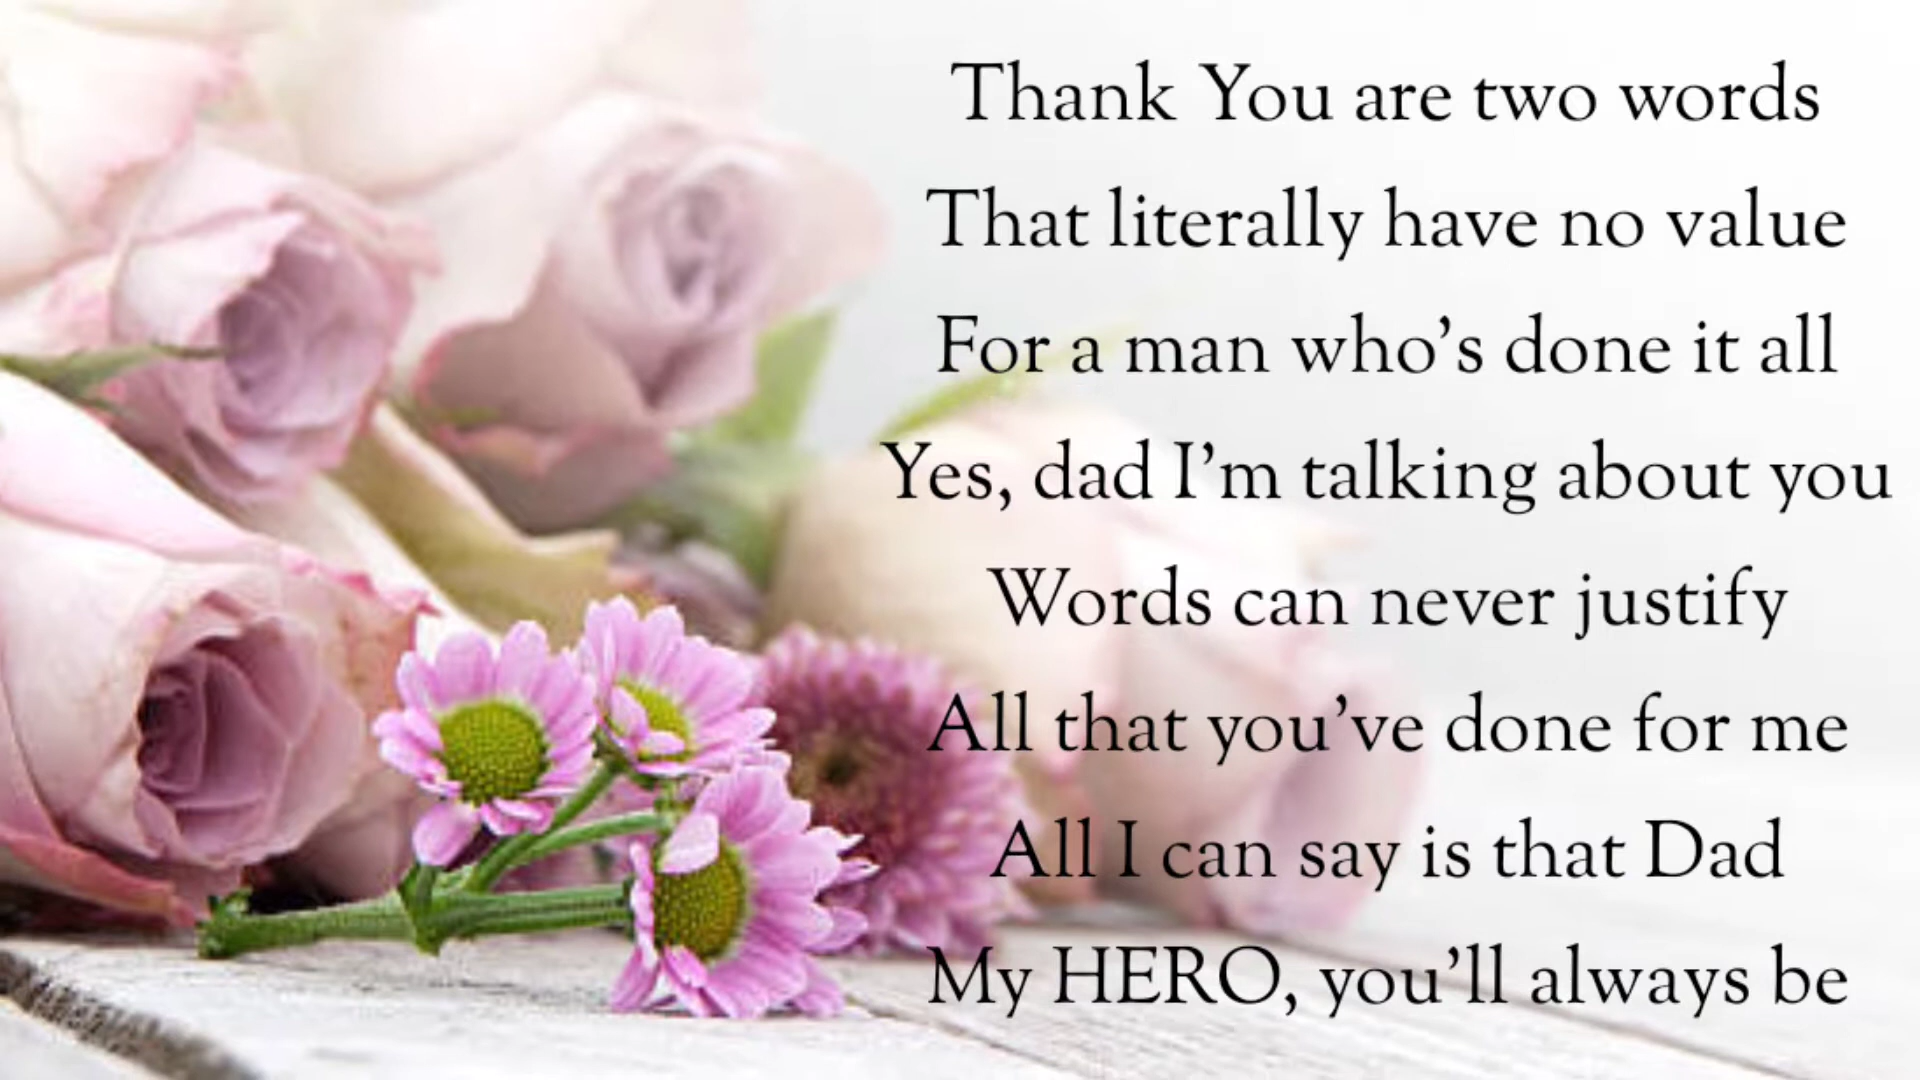 Thank You are two words
That literally have no value
For a man who’s done it all
Yes, dad I’m talking about you
Words can never justify
All that you’ve done for me
All I can say is that Dad
My HERO, you’ll always be